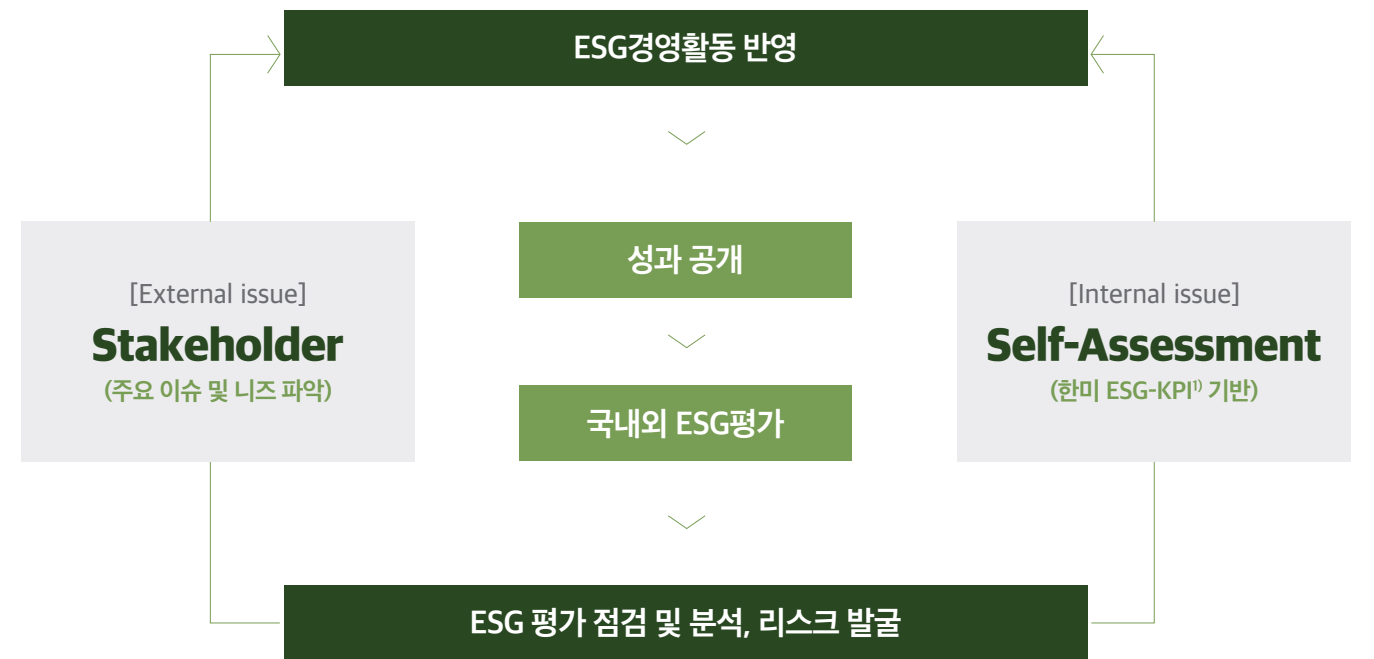 ESG경영활동 반영
성과 공개
[External issue]
Stakeholder
(주요 이슈 및 니즈 파악)
[Internal issue]
Self-Assessment
(한미 ESG-KPI¹⁾ 기반)
국내외 ESG평가
ESG 평가 점검 및 분석, 리스크 발굴